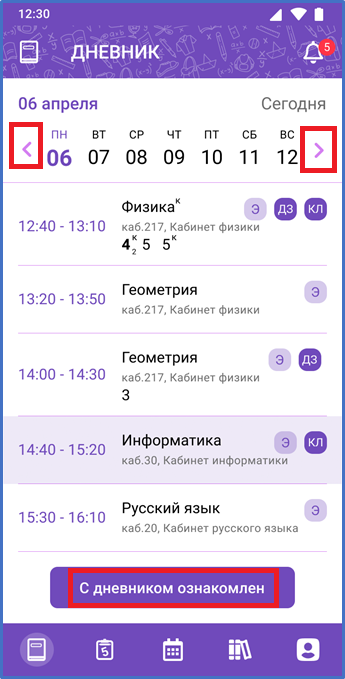 12:30
ДНЕВНИК
5
06 апреля Сегодня
ПН ВТ СР ЧТ ПТ СБ ВС
06 07 08 09 10 11 12
12:40 - 13:10 Физика К Э ДЗ КЛ
каб.217, Кабинет физики
4 К 2 5 5 К
13:20 - 13:50 Геометрия Э
каб.217, Кабинет физики
14:00 - 14:30 Геометрия Э ДЗ
каб.217, Кабинет физики
3
14:40 - 15:20 Информатика Э КЛ
каб.30, Кабинет информатики
15:30 - 16:10 Русский язык Э
каб.20, Кабинет русского языка
С дневником ознакомлен
5